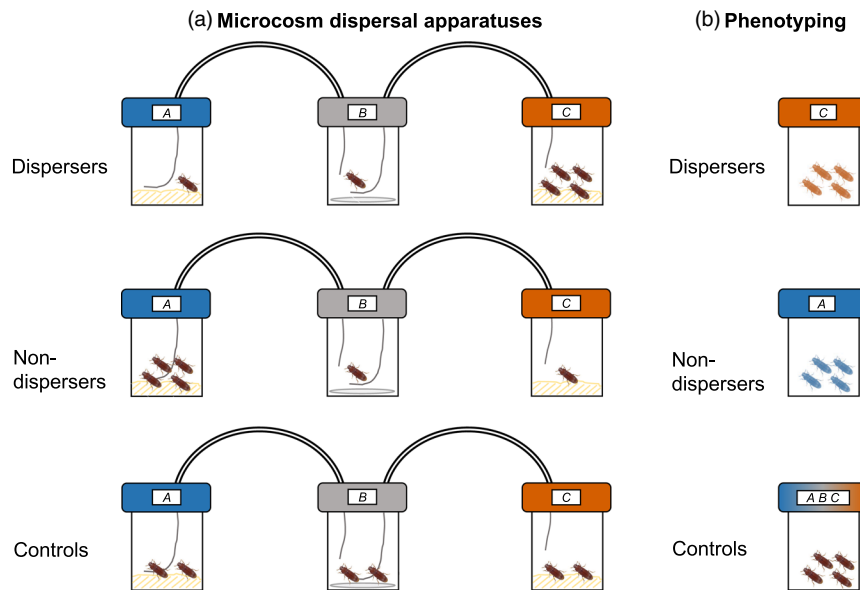 (a) Microcosm dispersal apparatuses
(b) Phenotyping
A
B
C
C
Dispersers
Dispersers
A
B
C
A
Non-
dispersers
Non-
dispersers
A
B
C
A B C
Controls
Controls